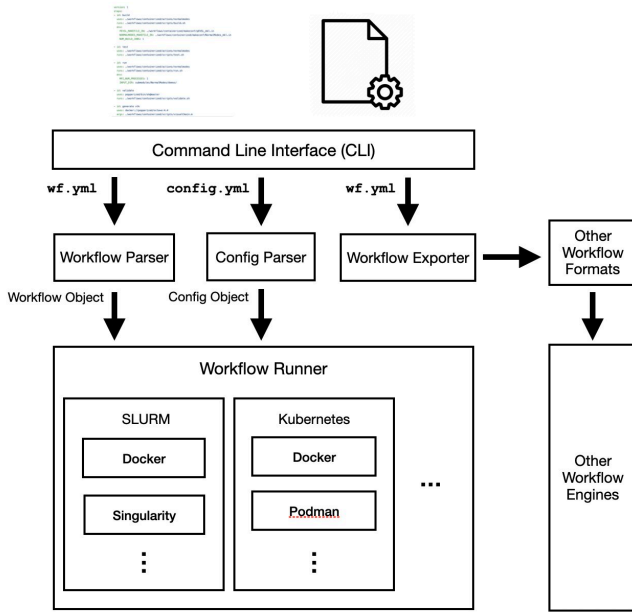 Command Line Interface (CLI)
wf.yml
config.yml
wf.yml
Workflow Parser
Config Parser
Workflow Exporter
Other
Workflow
Formats
Workflow Object
Config Object
Workflow Runner
SLURM
Docker
Singularity
Kubernetes
Docker
Podman
...
Other
Workflow
Engines